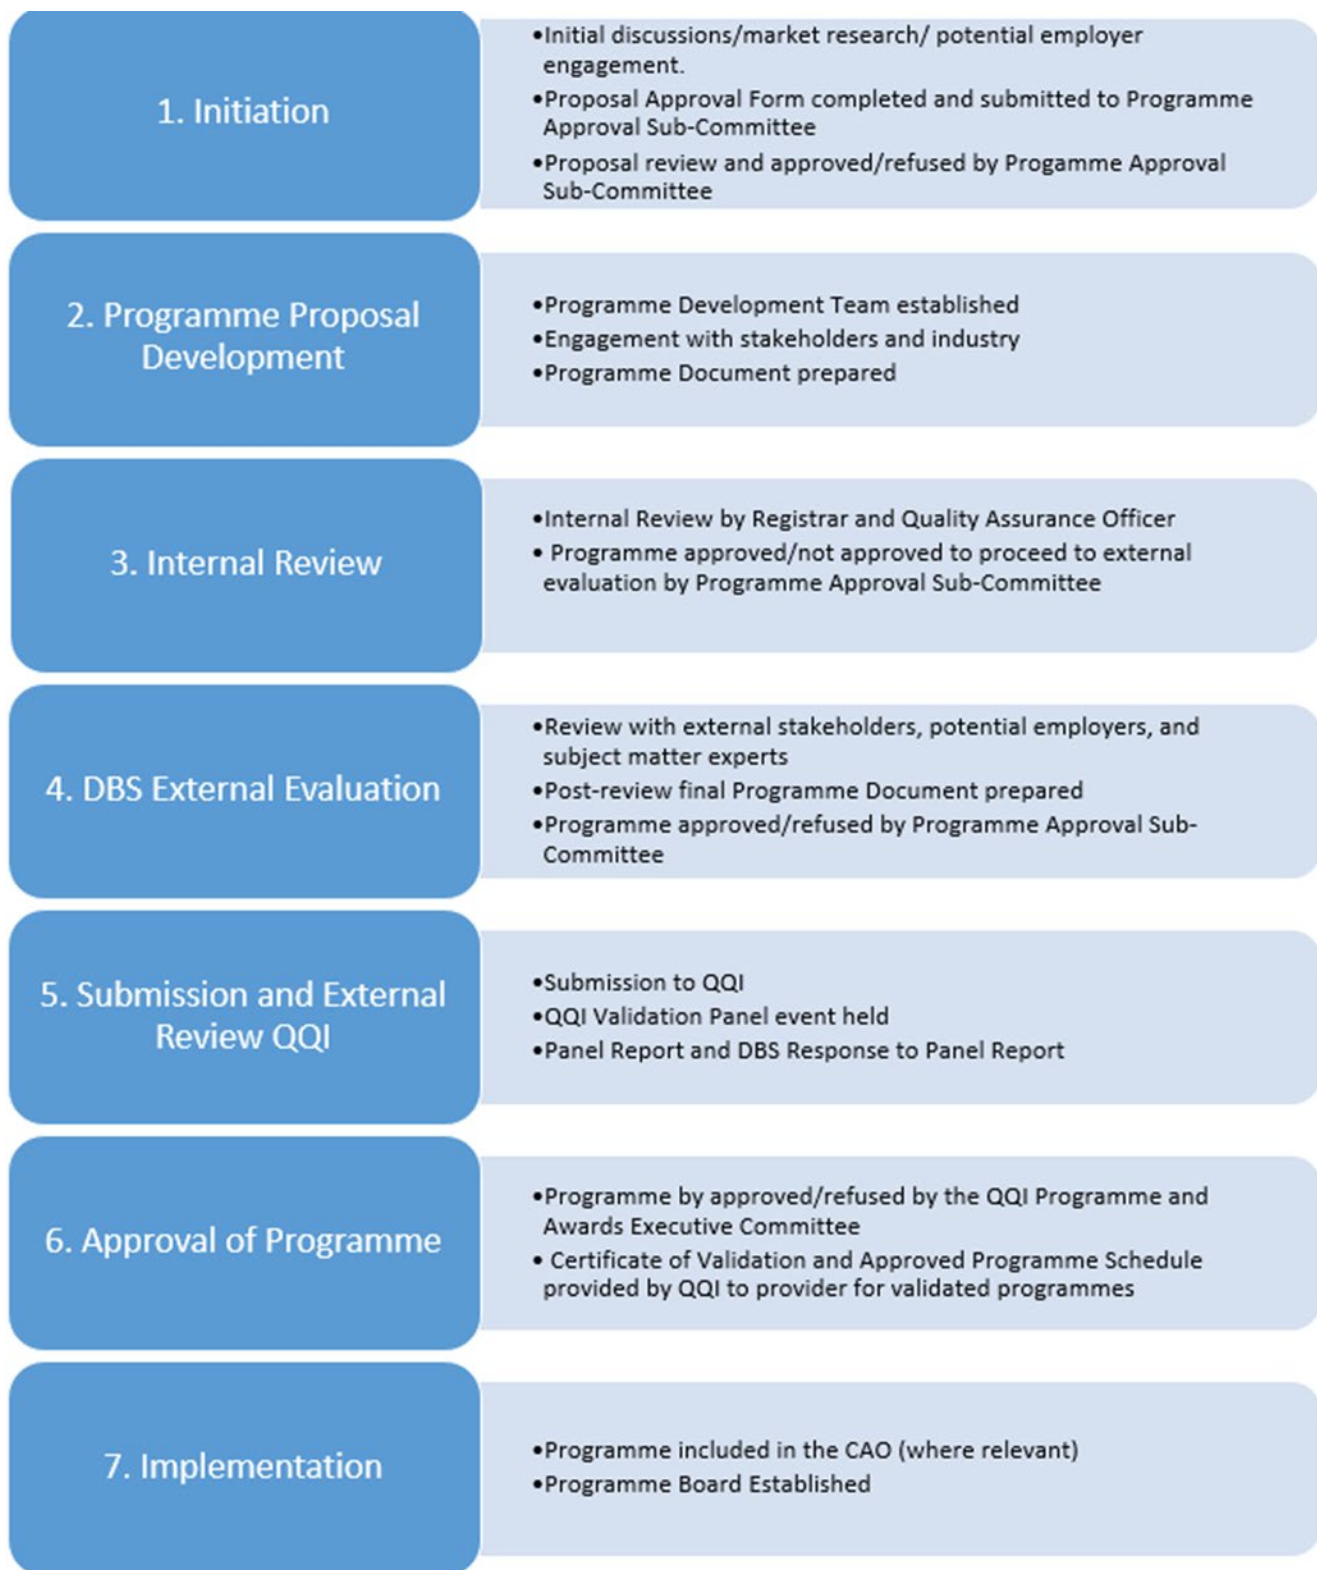 1. Initiation
•Initial discussions/market research/ potential employer
engagement.
•Proposal Approval Form completed and submitted to Programme
Approval Sub-Committee
•Proposal review and approved/refused by Progamme Approval
Sub-Committee
2. Programme Proposal
Development
•Programme Development Team established
•Engagement with stakeholders and industry
•Programme Document prepared
3. Internal Review
•Internal Review by Registrar and Quality Assurance Officer
• Programme approved/not approved to proceed to external
evaluation by Programme Approval Sub-Committee
4. DBS External Evaluation
•Review with external stakeholders, potential employers, and
subject matter experts
•Post-review final Programme Document prepared
•Programme approved/refused by Programme Approval Sub-
Committee
5. Submission and External
Review QQI
•Submission to QQI
•QQI Validation Panel event held
•Panel Report and DBS Response to Panel Report
6. Approval of Programme
•Programme by approved/refused by the QQI Programme and
Awards Executive Committee
• Certificate of Validation and Approved Programme Schedule
provided by QQI to provider for validated programmes
7. Implementation
•Programme included in the CAO (where relevant)
•Programme Board Established